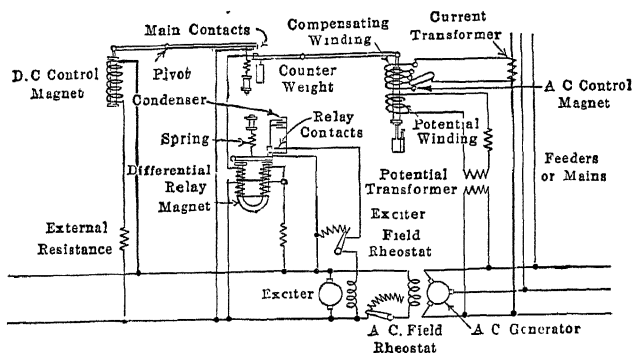 Main Contacts
Compensating
Winding
Current
Transformer
D.C Control
Magnet
Pivot
Counter
Weight
A C Control
Magnet
Condenser
Relay
Contacts
Spring
Potential
Winding
Differential
Relay
Magnet
Potential
Transformer
Feeders
or Mains
External
Resistance
Exciter
Field
Rheostat
Exciter
A C. Field
Rheostat
A C Generator